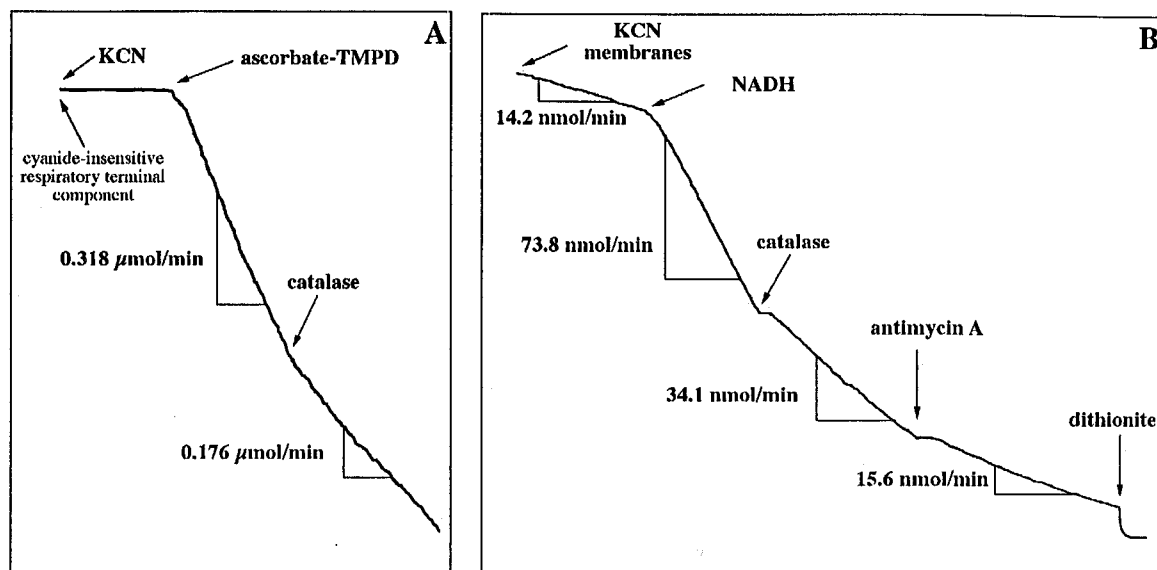 A
KCN
ascorbate-TMPD
cyanide-insensitive
respiratory terminal
component
0.318 µmol/min
catalase
0.176 µmol/min
B
KCN
membranes
NADH
14.2 nmol/min
73.8 nmol/min
catalase
antimycin A
34.1 nmol/min
dithionite
15.6 nmol/min